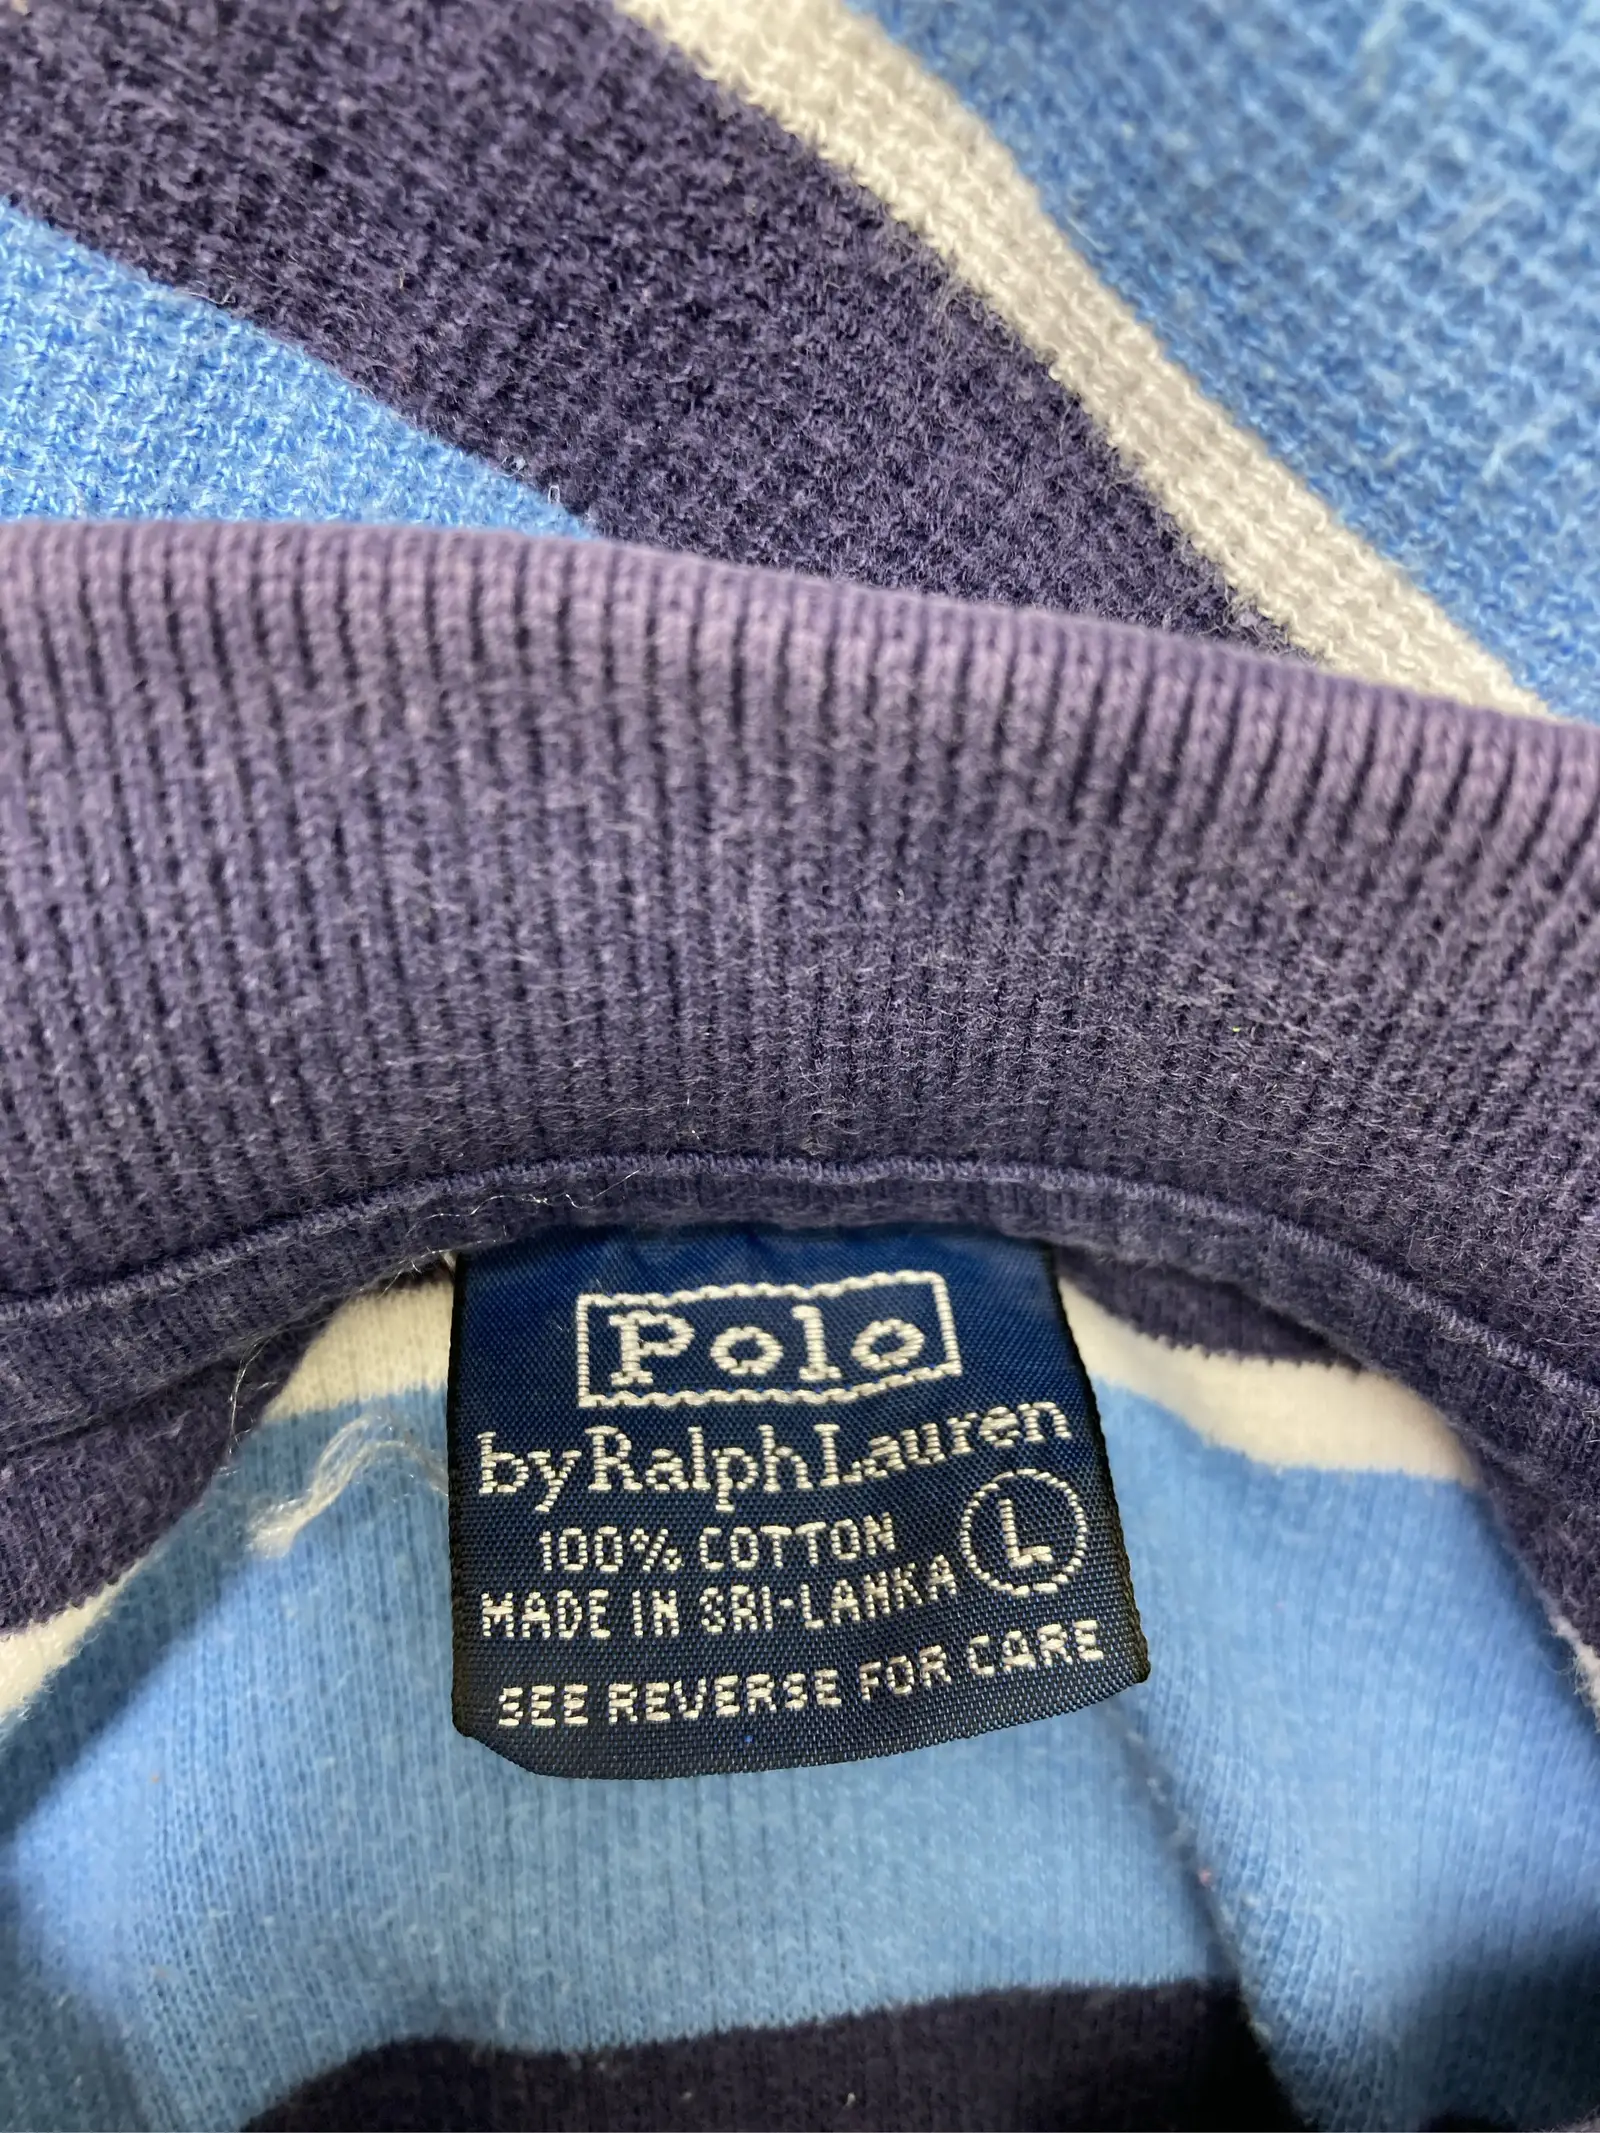 Polo
by Ralph Lauren
100% COTTON
MADE IN SRI-LANKA L
SEE REVERSE FOR CARE